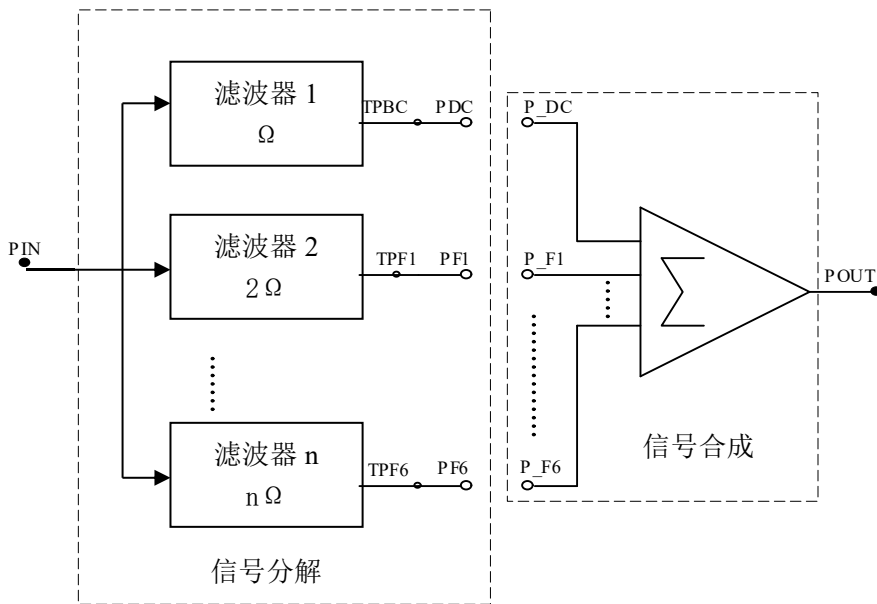 滤波器 1
Ω
TPBC
PDC
P_DC
PIN
滤波器 2
2Ω
TPF1
PF1
P_F1
POUT
滤波器 n
nΩ
TPF6
PF6
P_F6
信号合成
信号分解